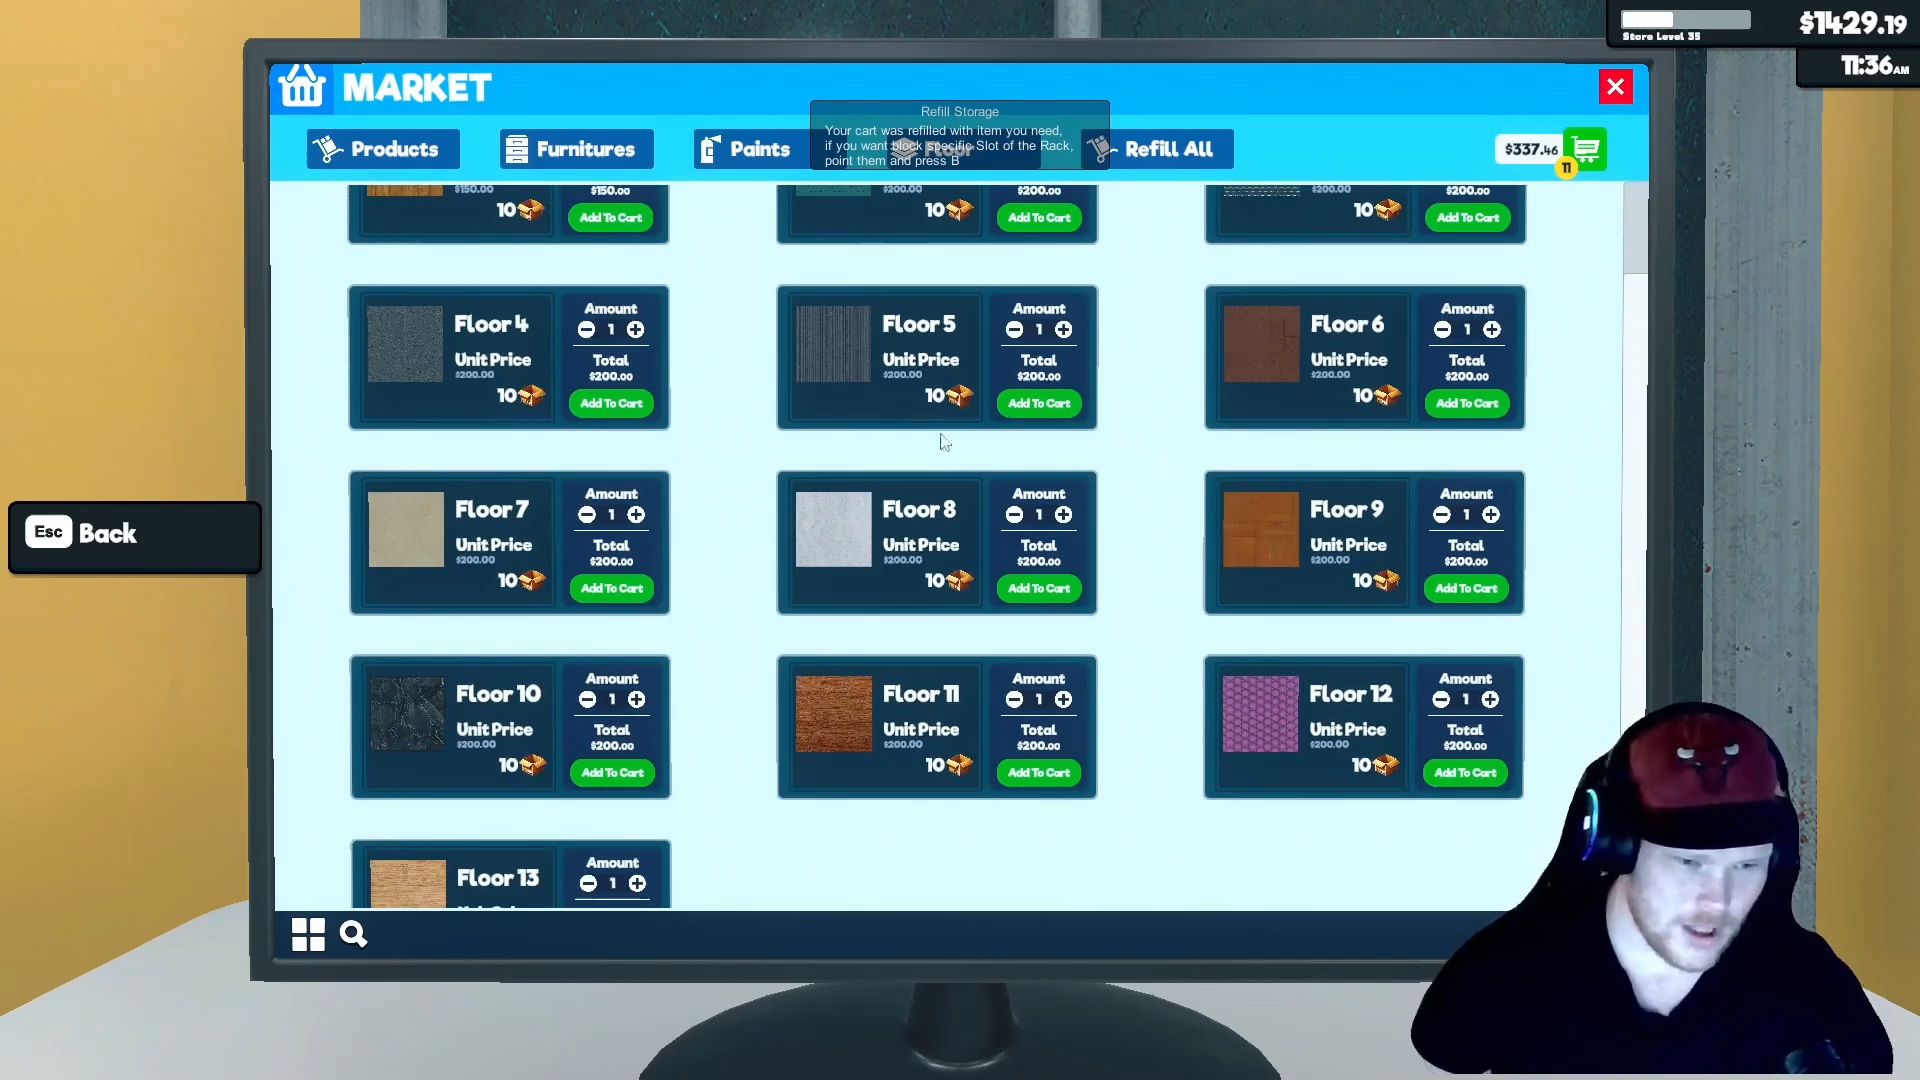 $1429.19
Store Level 35
11:36AM
MARKET
Refill Storage
Your cart was refilled with item you need,
if you want block specific Slot of the Rack,
point them and press B
Products
Furnitures
Paints
Floor
Refill All
$337.46
11
$150.00
$150.00
10
Add To Cart
$200.00
$200.00
10
Add To Cart
$200.00
$200.00
10
Add To Cart
Floor 4
Unit Price
$200.00
10
Amount
1
Total
$200.00
Add To Cart
Floor 5
Unit Price
$200.00
10
Amount
1
Total
$200.00
Add To Cart
Floor 6
Unit Price
$200.00
10
Amount
1
Total
$200.00
Add To Cart
Esc Back
Floor 7
Unit Price
$200.00
10
Amount
1
Total
$200.00
Add To Cart
Floor 8
Unit Price
$200.00
10
Amount
1
Total
$200.00
Add To Cart
Floor 9
Unit Price
$200.00
10
Amount
1
Total
$200.00
Add To Cart
Floor 10
Unit Price
$200.00
10
Amount
1
Total
$200.00
Add To Cart
Floor 11
Unit Price
$200.00
10
Amount
1
Total
$200.00
Add To Cart
Floor 12
Unit Price
$200.00
10
Amount
1
Total
$200.00
Add To Cart
Floor 13
Amount
1